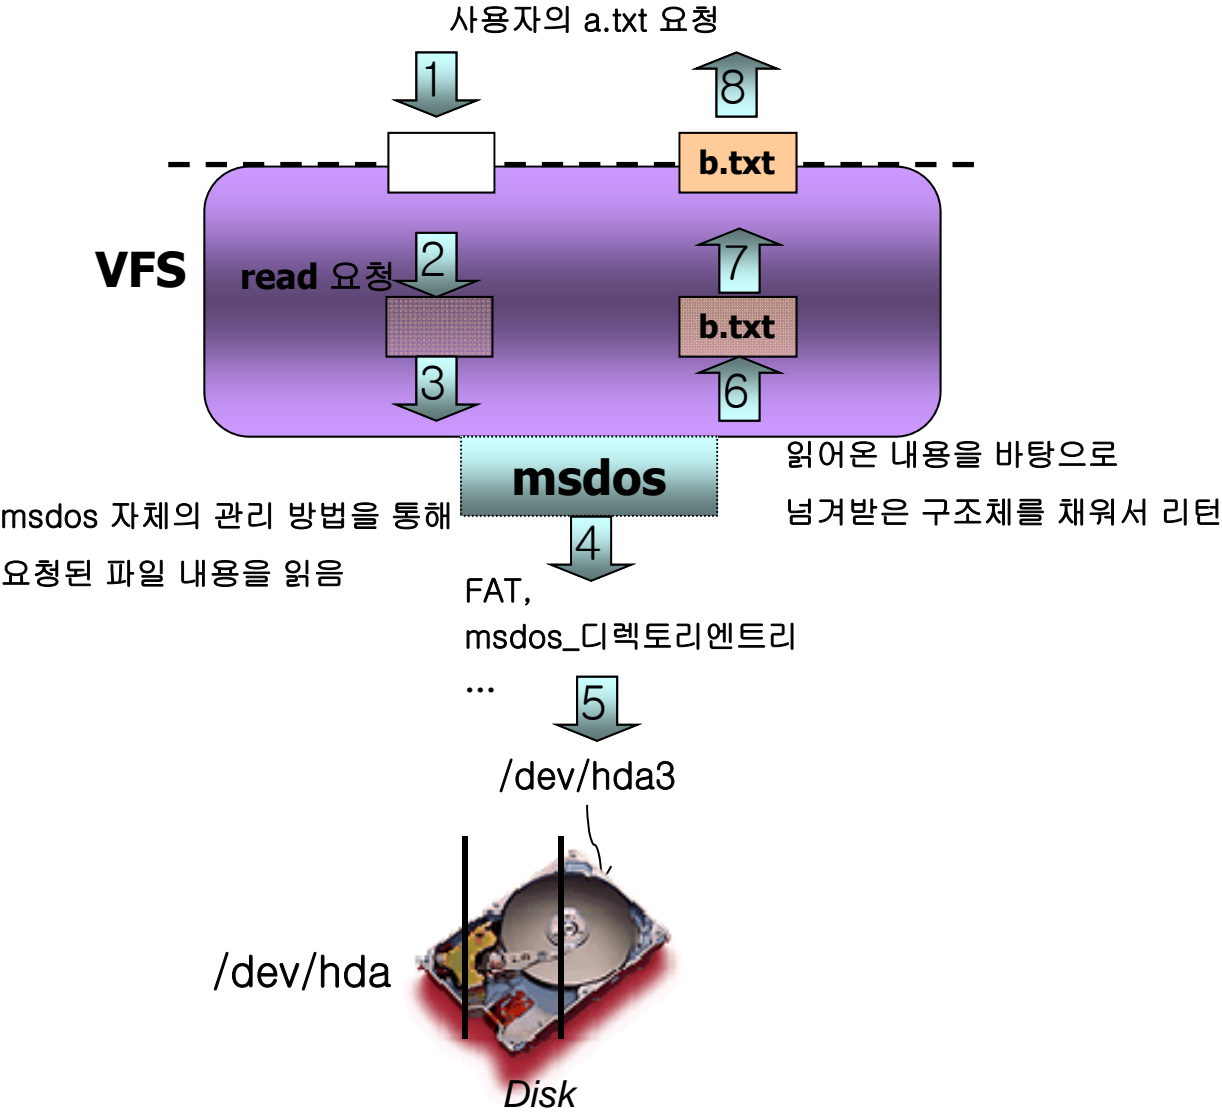 사용자의 a.txt 요청
1
8
b.txt
VFS
read 요청
2
7
b.txt
3
6
msdos
읽어온 내용을 바탕으로
넘겨받은 구조체를 채워서 리턴
msdos 자체의 관리 방법을 통해
요청된 파일 내용을 읽음
4
FAT,
msdos_디렉토리엔트리
...
5
/dev/hda3
/dev/hda
Disk